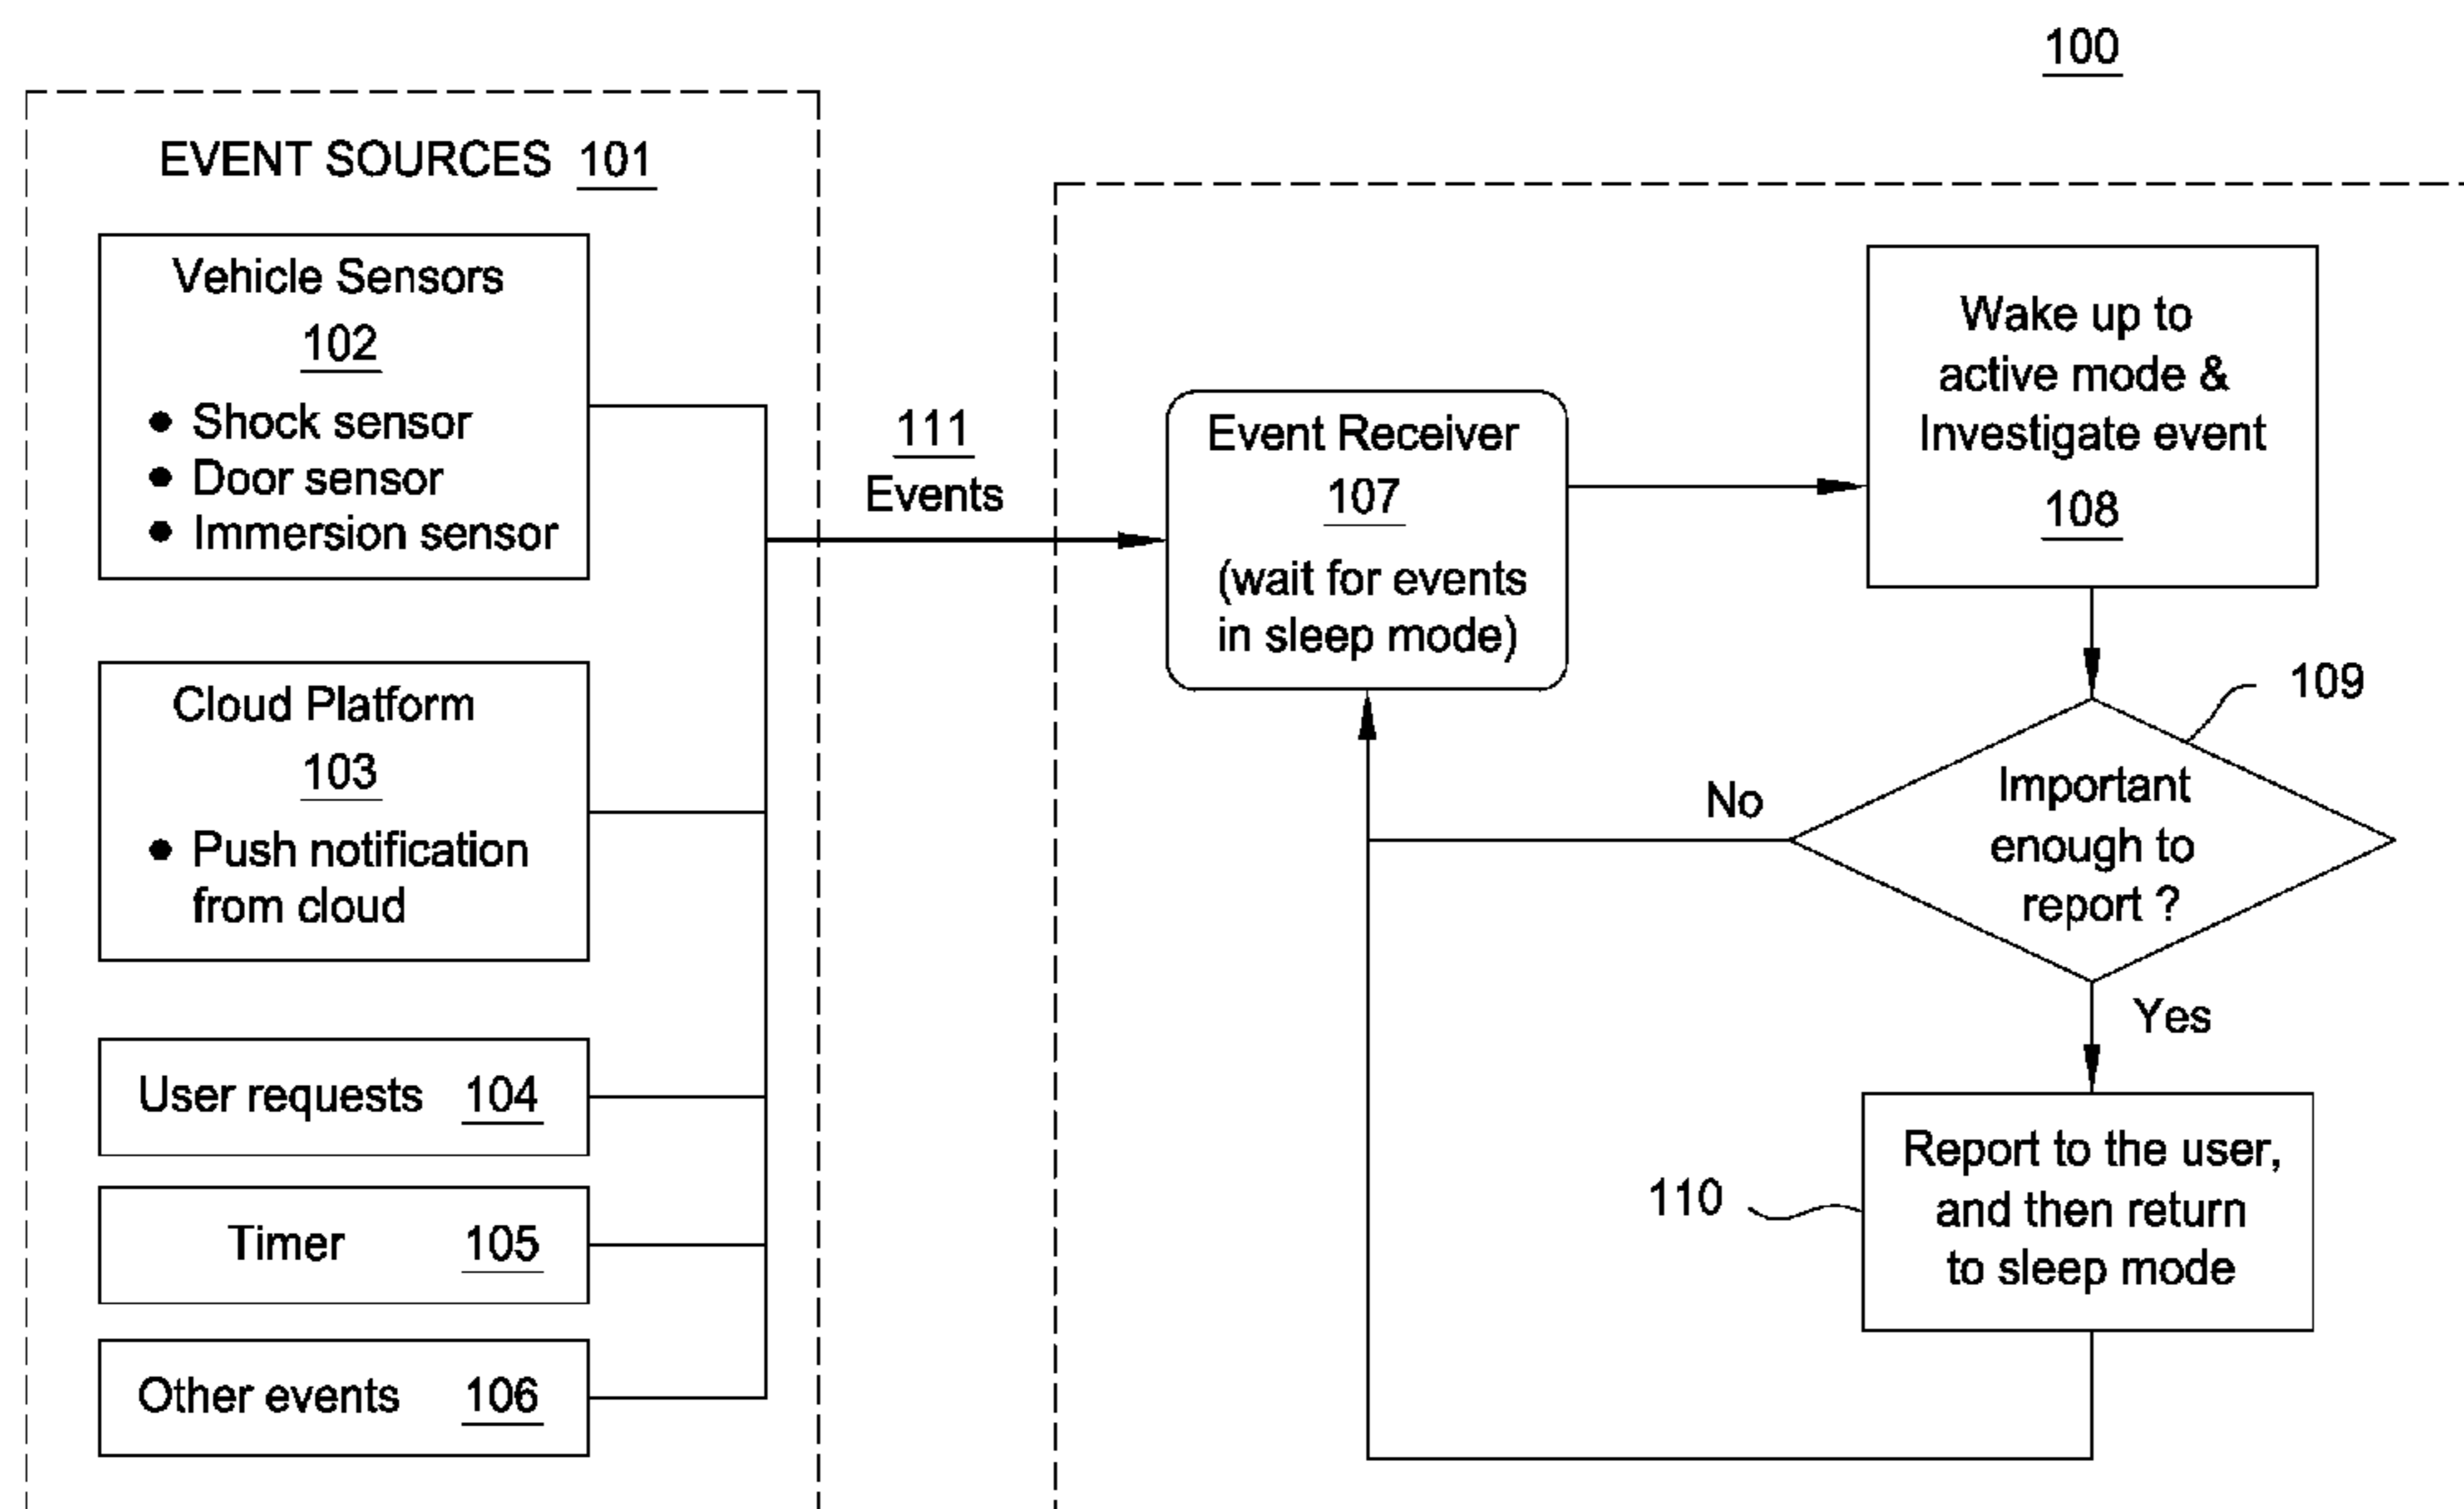 100
EVENT SOURCES 101
Vehicle Sensors
102
● Shock sensor
● Door sensor
● Immersion sensor
Cloud Platform
103
● Push notification
from cloud
User requests 104
Timer 105
Other events 106
111
Events
Event Receiver
107
(wait for events
in sleep mode)
Wake up to
active mode &
Investigate event
108
109
Important
enough to
report ?
No
Yes
110
Report to the user,
and then return
to sleep mode